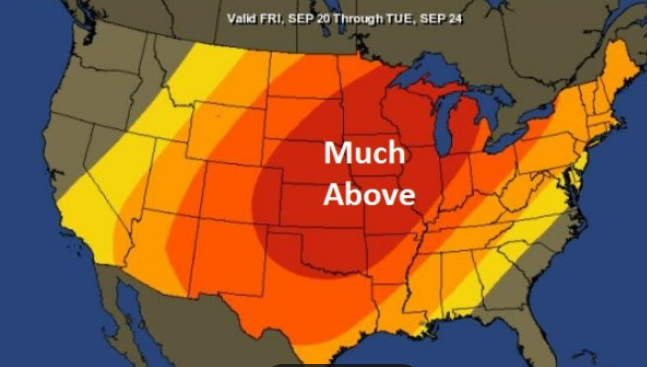 Valid FRI, SEP 20 Through TUE, SEP 24
Much
Above